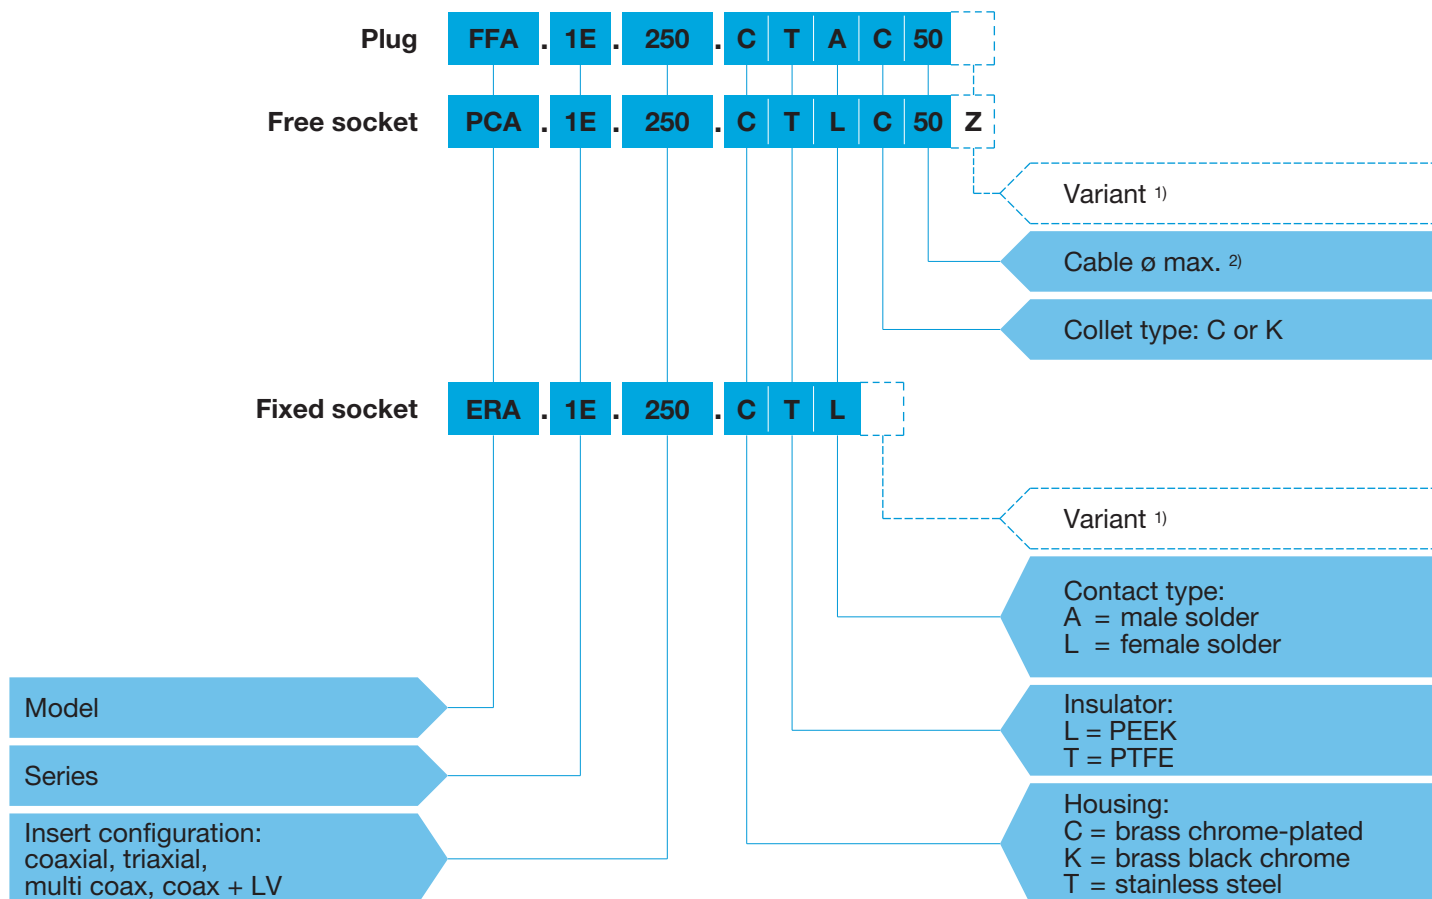 Plug FFA . 1E . 250 . C T A C 50
Free socket PCA . 1E . 250 . C T L C 50 Z
Variant 1)
Cable ø max. 2)
Collet type: C or K
Fixed socket ERA . 1E . 250 . C T L
Variant 1)
Contact type:
A = male solder
L = female solder
Model
Insulator:
L = PEEK
T = PTFE
Series
Insert configuration:
coaxial, triaxial,
multi coax, coax + LV
Housing:
C = brass chrome-plated
K = brass black chrome
T = stainless steel